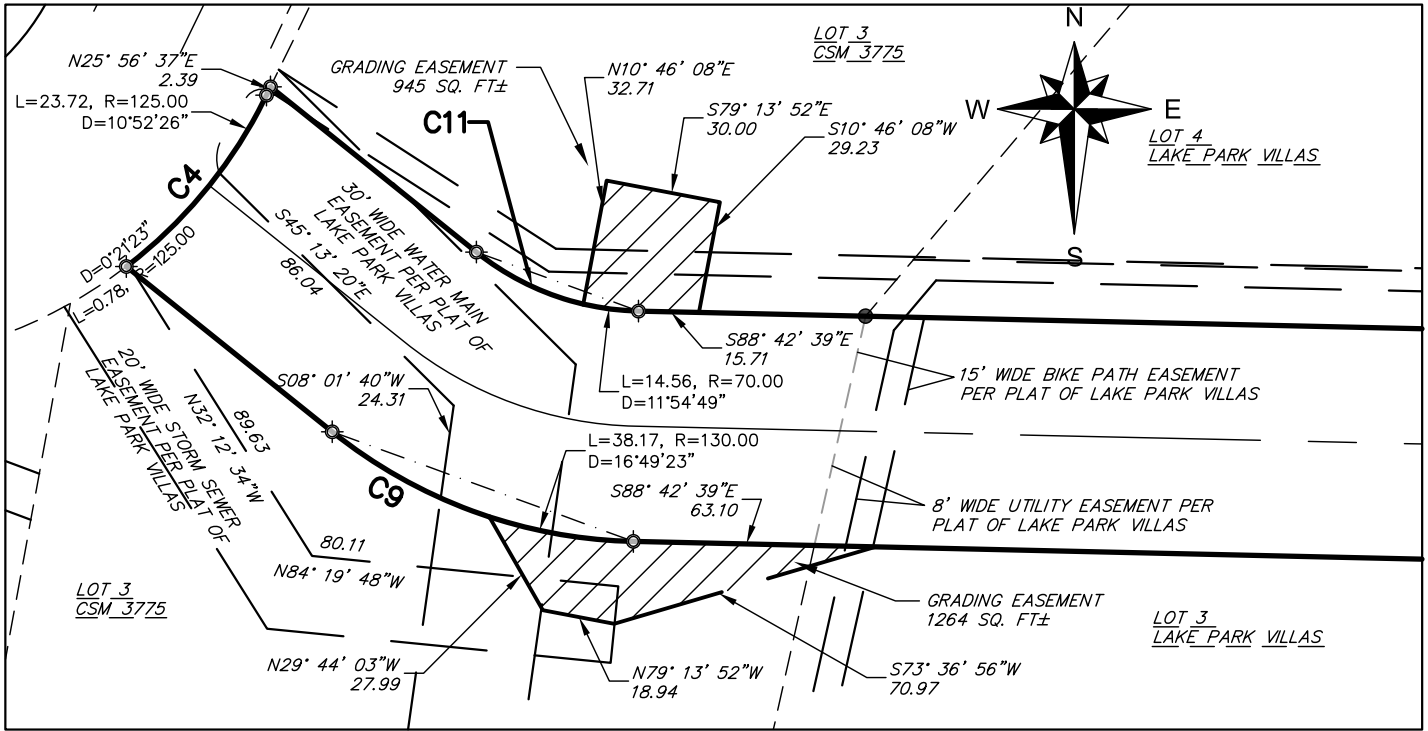 N
W
E
S
LOT 3
CSM 3775
LOT 4
LAKE PARK VILLAS
N25° 56' 37"E
2.39
L=23.72, R=125.00
D=10°52'26"
GRADING EASEMENT
945 SQ. FT±
C11
N10° 46' 08"E
32.71
S79° 13' 52"E
30.00
S10° 46' 08"W
29.23
C4
30' WIDE WATER MAIN
EASEMENT PER PLAT OF
LAKE PARK VILLAS
S45° 13' 20"E
86.04
D=0°21'23"
R=125.00
L=0.78,
S88° 42' 39"E
15.71
L=14.56, R=70.00
D=11°54'49"
15' WIDE BIKE PATH EASEMENT
PER PLAT OF LAKE PARK VILLAS
S08° 01' 40"W
24.31
20' WIDE STORM SEWER
EASEMENT PER PLAT OF
LAKE PARK VILLAS
89.63
N32° 12' 34"W
C9
L=38.17, R=130.00
D=16°49'23"
S88° 42' 39"E
63.10
8' WIDE UTILITY EASEMENT PER
PLAT OF LAKE PARK VILLAS
80.11
N84° 19' 48"W
LOT 3
CSM 3775
GRADING EASEMENT
1264 SQ. FT±
LOT 3
LAKE PARK VILLAS
N29° 44' 03"W
27.99
N79° 13' 52"W
18.94
S73° 36' 56"W
70.97